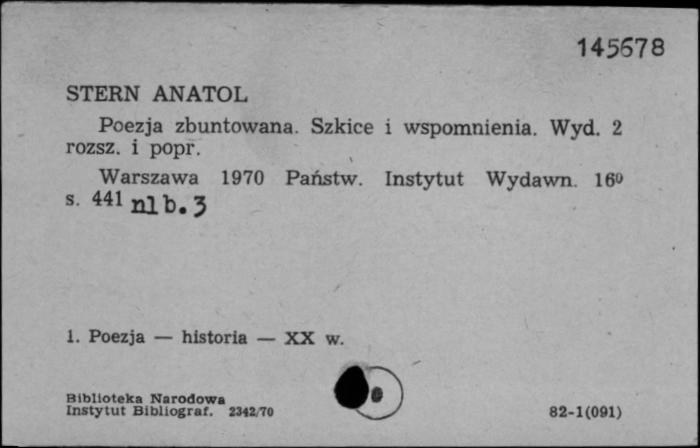 145678
STERN ANATOL
Poezja zbuntowana. Szkice i wspomnienia. Wyd. 2
rozsz. i popr.
Warszawa 1970 Państw. Instytut Wydawn. 16⁰
s. 441 nlb. 3
1. Poezja — historia — XX w.
Biblioteka Narodowa
Instytut Bibliograf. 2342/70
82-1(091)